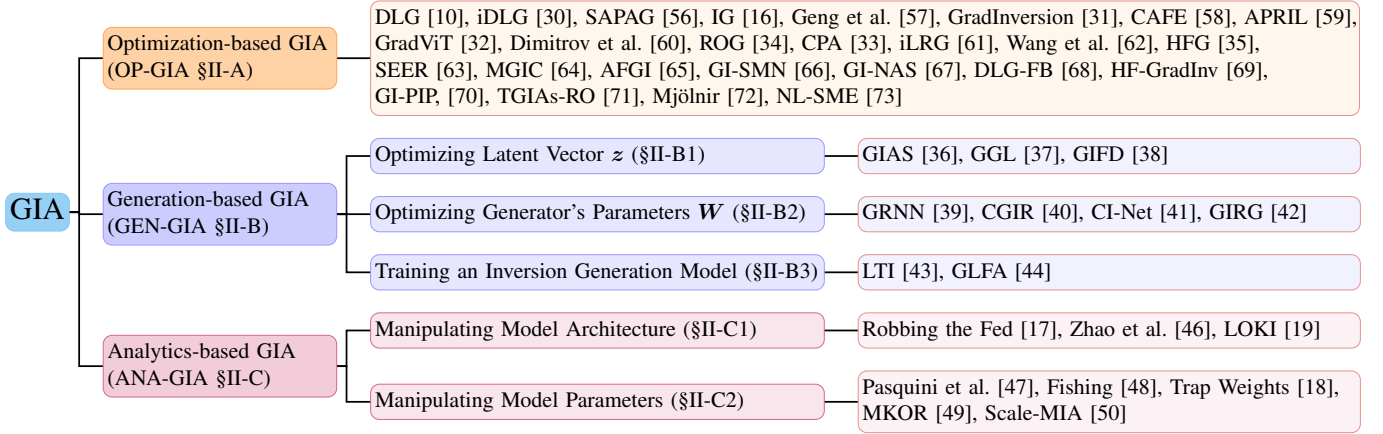 GIA
Optimization-based GIA
(OP-GIA §II-A)
DLG [10], iDLG [30], SAPAG [56], IG [16], Geng et al. [57], GradInversion [31], CAFE [58], APRIL [59],
GradViT [32], Dimitrov et al. [60], ROG [34], CPA [33], iLRG [61], Wang et al. [62], HFG [35],
SEER [63], MGIC [64], AFGI [65], GI-SMN [66], GI-NAS [67], DLG-FB [68], HF-GradInv [69],
GI-PIP, [70], TGIAs-RO [71], Mjölnir [72], NL-SME [73]
Generation-based GIA
(GEN-GIA §II-B)
Optimizing Latent Vector z (§II-B1)
GIAS [36], GGL [37], GIFD [38]
Optimizing Generator's Parameters W (§II-B2)
GRNN [39], CGIR [40], CI-Net [41], GIRG [42]
Training an Inversion Generation Model (§II-B3)
LTI [43], GLFA [44]
Analytics-based GIA
(ANA-GIA §II-C)
Manipulating Model Architecture (§II-C1)
Robbing the Fed [17], Zhao et al. [46], LOKI [19]
Manipulating Model Parameters (§II-C2)
Pasquini et al. [47], Fishing [48], Trap Weights [18],
MKOR [49], Scale-MIA [50]